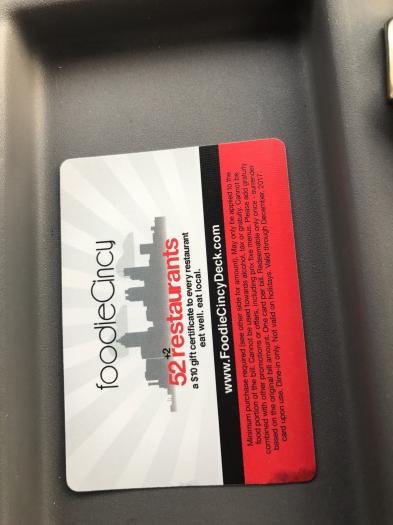 foodieCincy
+2
52 restaurants
a $10 gift certificate to every restaurant
eat well. eat local.
www.FoodieCincyDeck.com
Minimum purchase required (see other side for amount). May only be applied to the
food portion of the bill. Cannot be used towards alcohol, tax or gratuity. Cannot be
combined with other promotions or offers, including prix fixe menus. Please add gratuity
based on the original bill amount. One card per bill. Redeemable only once - surrender
card upon use. Dine-in only. Not valid on holidays. Valid through December, 2017.